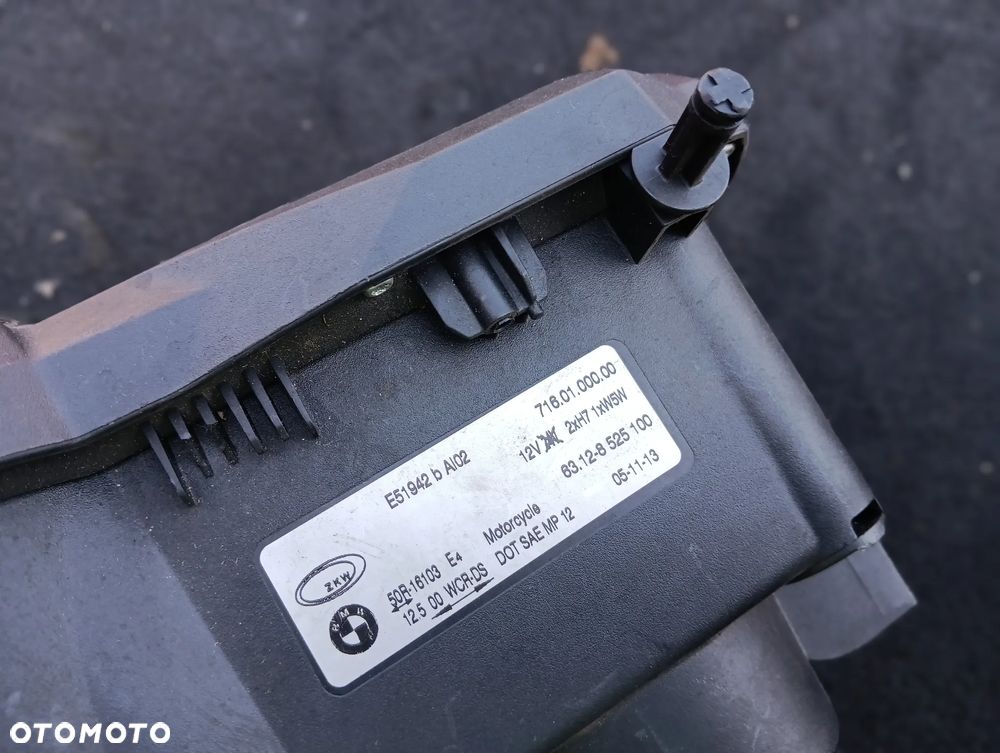 E51942 b AI02
716.01.000.00
12V 2xH7 1xW5W
63.12-8 525 100
05-11-13
ZKW
BMW
50R-16103 E4 Motorcycle
12.5 00 WCR-DS DOT SAE MP 12
OTOMOTO